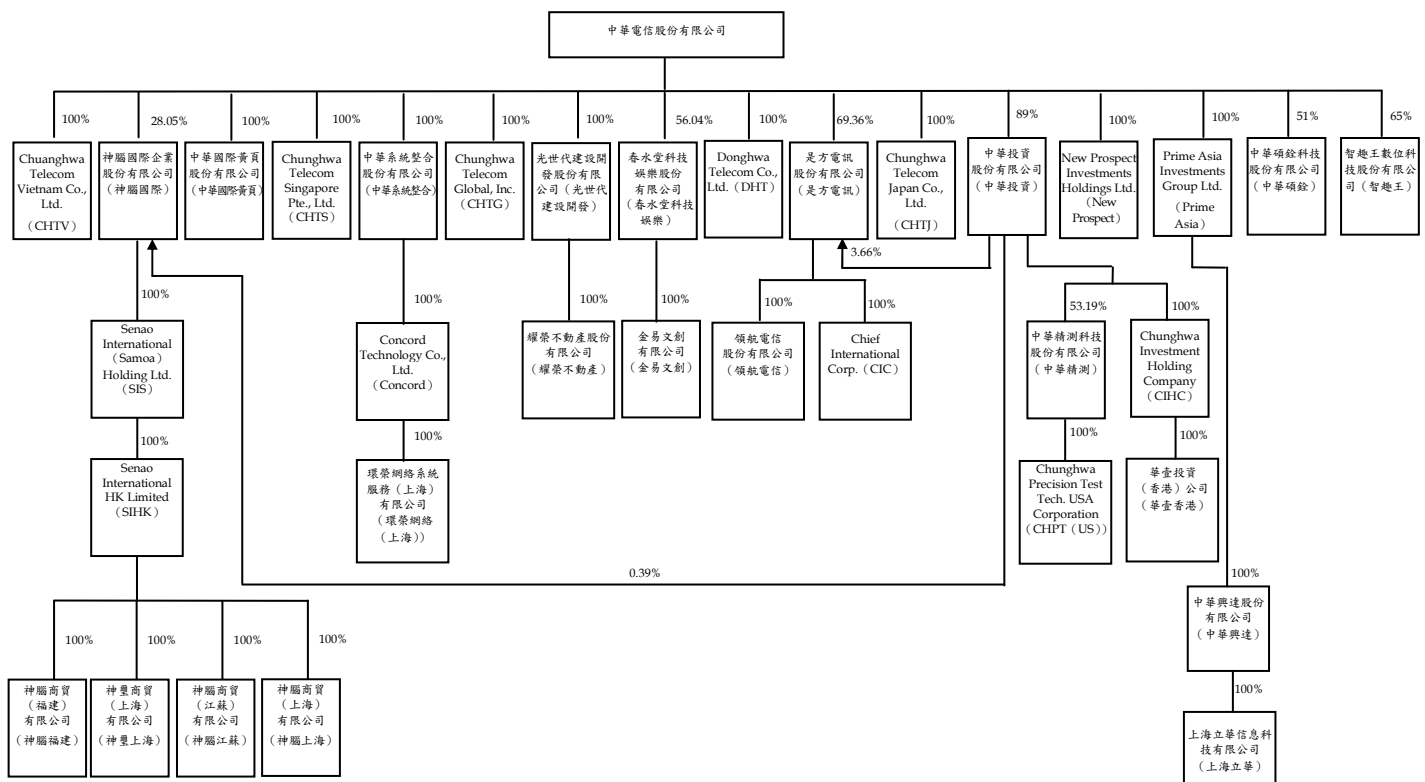 中華電信股份有限公司
100%
28.05%
100%
100%
100%
100%
100%
56.04%
100%
69.36%
100%
89%
100%
100%
51%
65%
Chuanghwa
Telecom
Vietnam Co.,
Ltd.
(CHTV)
神腦國際企業
股份有限公司
(神腦國際)
中華國際黃頁
股份有限公司
(中華國際黃頁)
Chunghwa
Telecom
Singapore
Pte., Ltd.
(CHTS)
中華系統整合
股份有限公司
(中華系統整合)
Chunghwa
Telecom
Global, Inc.
(CHTG)
光世代建設開
發股份有限
公司(光世代
建設開發)
春水堂科技
娛樂股份
有限公司
(春水堂科技
娛樂)
Donghwa
Telecom Co.,
Ltd. (DHT)
是方電訊
股份有限公司
(是方電訊)
Chunghwa
Telecom
Japan Co.,
Ltd.
(CHTJ)
中華投資
股份有限公司
(中華投資)
New Prospect
Investments
Holdings Ltd.
(New
Prospect)
Prime Asia
Investments
Group Ltd.
(Prime
Asia)
中華碩銓科技
股份有限公司
(中華碩銓)
智趣王數位科
技股份有限公
司(智趣王)
3.66%
100%
100%
100%
100%
100%
100%
53.19%
100%
Senao
International
(Samoa)
Holding Ltd.
(SIS)
Concord
Technology Co.,
Ltd.
(Concord)
耀榮不動產股份
有限公司
(耀榮不動產)
金易文創
有限公司
(金易文創)
領航電信
股份有限公司
(領航電信)
Chief
International
Corp.(CIC)
中華精測科技
股份有限公司
(中華精測)
Chunghwa
Investment
Holding
Company
(CIHC)
100%
100%
100%
100%
Senao
International
HK Limited
(SIHK)
環榮網絡系統
服務(上海)
有限公司
(環榮網絡
(上海))
Chunghwa
Precision Test
Tech. USA
Corporation
(CHPT(US))
華壹投資
(香港)公司
(華壹香港)
0.39%
100%
中華興達股份
有限公司
(中華興達)
100%
100%
100%
100%
神腦商貿
(福建)
有限公司
(神腦福建)
神璽商貿
(上海)
有限公司
(神璽上海)
神腦商貿
(江蘇)
有限公司
(神腦江蘇)
神腦商貿
(上海)
有限公司
(神腦上海)
100%
上海立華信息科
技有限公司
(上海立華)